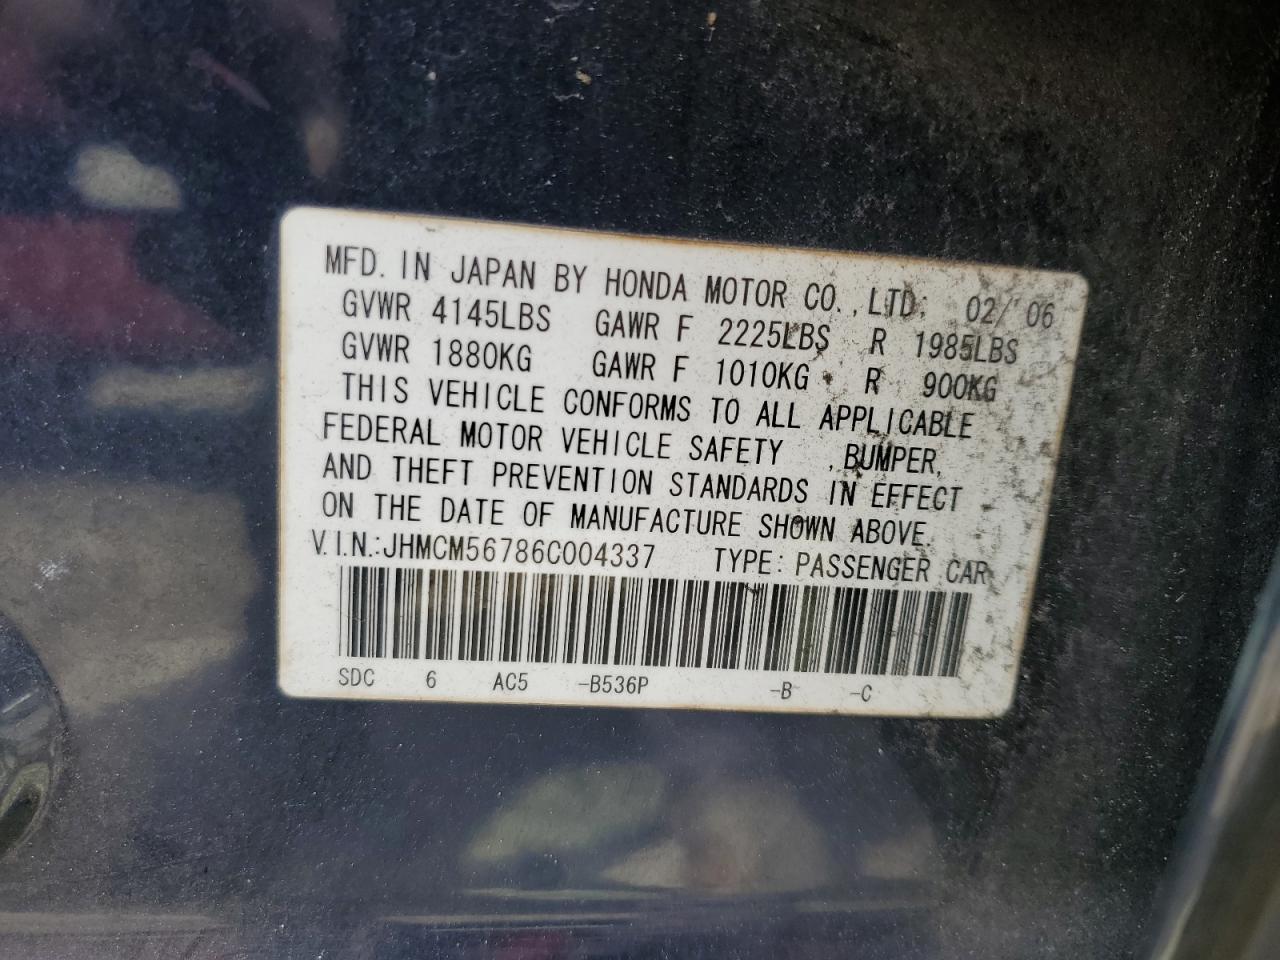 MFD. IN JAPAN BY HONDA MOTOR CO., LTD. 02/'06
GVWR 4145LBS GAWR F 2225LBS R 1985LBS
GVWR 1880KG GAWR F 1010KG R 900KG
THIS VEHICLE CONFORMS TO ALL APPLICABLE
FEDERAL MOTOR VEHICLE SAFETY , BUMPER,
AND THEFT PREVENTION STANDARDS IN EFFECT
ON THE DATE OF MANUFACTURE SHOWN ABOVE.
V.I.N.:JHMCM56786C004337 TYPE: PASSENGER CAR
SDC 6 AC5 -B536P -B -C